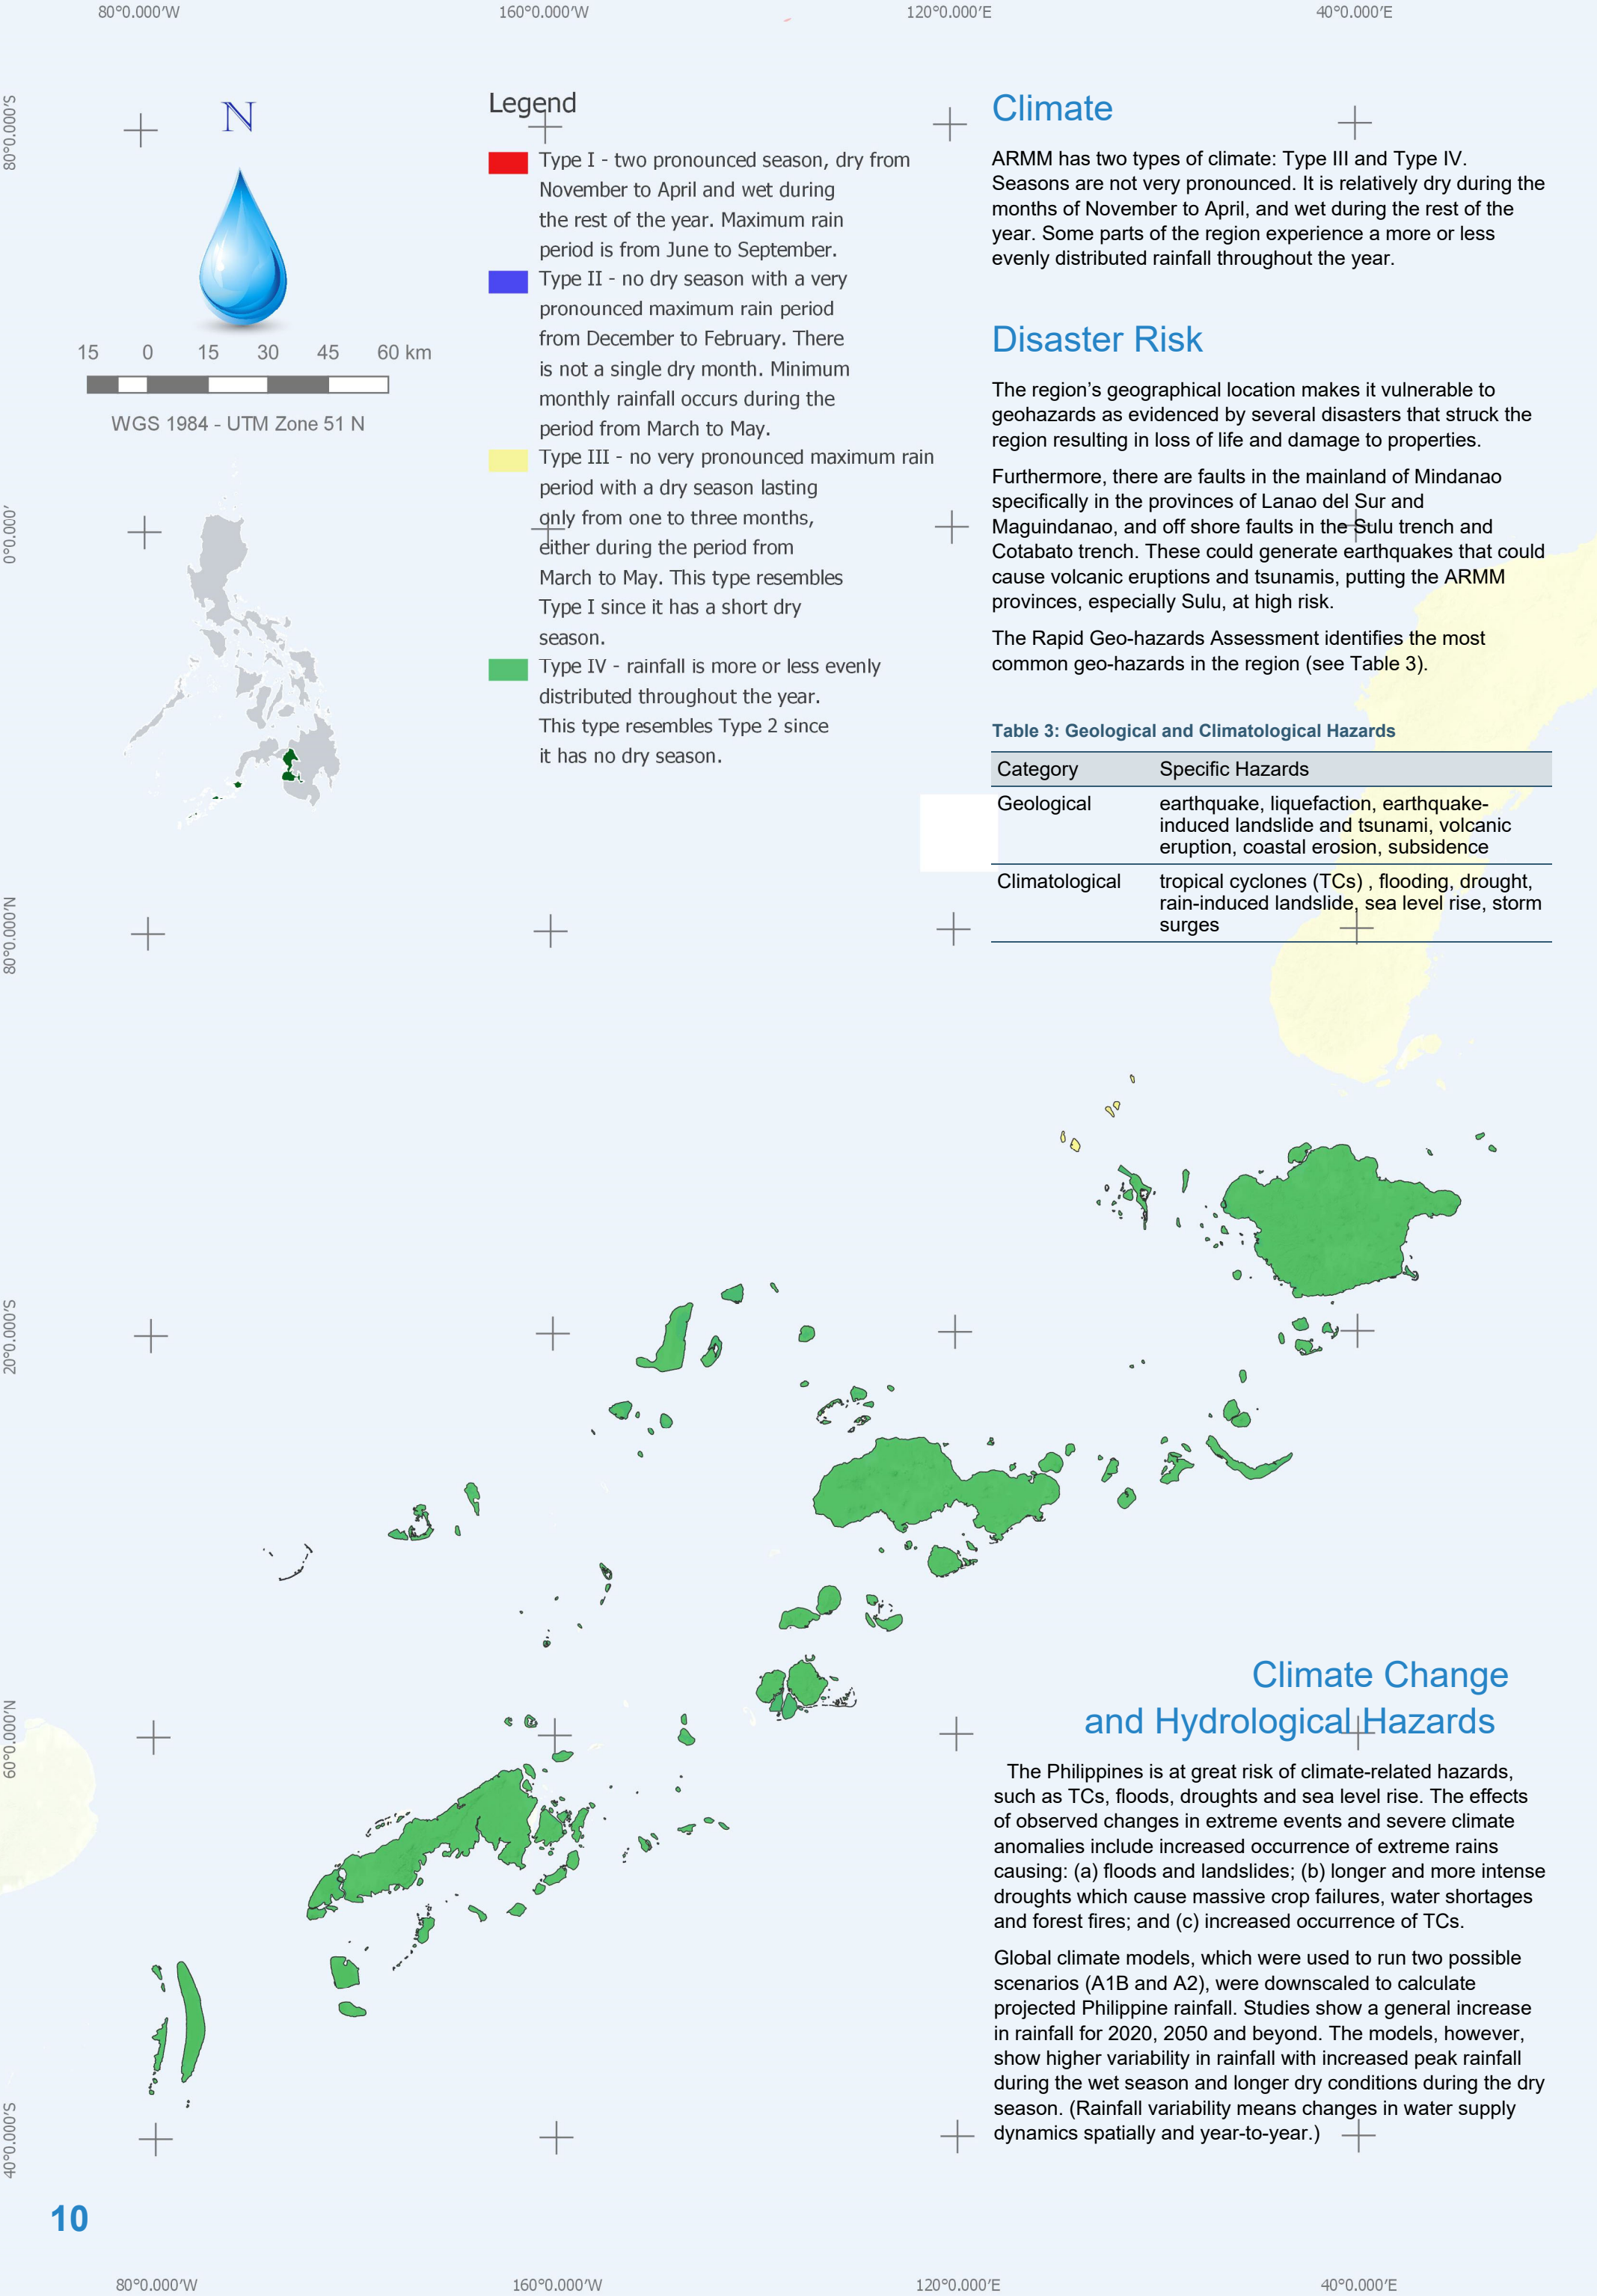 80°0.000'W 160°0.000'W 120°0.000'E 40°0.000'E
80°0.000'S
0°0.000'
80°0.000'N
20°0.000'S
60°0.000'N
40°0.000'S
N
15 0 15 30 45 60 km
WGS 1984 - UTM Zone 51 N
Legend
Type I - two pronounced season, dry from
November to April and wet during
the rest of the year. Maximum rain
period is from June to September.
Type II - no dry season with a very
pronounced maximum rain period
from December to February. There
is not a single dry month. Minimum
monthly rainfall occurs during the
period from March to May.
Type III - no very pronounced maximum rain
period with a dry season lasting
only from one to three months,
either during the period from
March to May. This type resembles
Type I since it has a short dry
season.
Type IV - rainfall is more or less evenly
distributed throughout the year.
This type resembles Type 2 since
it has no dry season.
Climate
ARMM has two types of climate: Type III and Type IV.
Seasons are not very pronounced. It is relatively dry during the
months of November to April, and wet during the rest of the
year. Some parts of the region experience a more or less
evenly distributed rainfall throughout the year.
Disaster Risk
The region's geographical location makes it vulnerable to
geohazards as evidenced by several disasters that struck the
region resulting in loss of life and damage to properties.
Furthermore, there are faults in the mainland of Mindanao
specifically in the provinces of Lanao del Sur and
Maguindanao, and off shore faults in the Sulu trench and
Cotabato trench. These could generate earthquakes that could
cause volcanic eruptions and tsunamis, putting the ARMM
provinces, especially Sulu, at high risk.
The Rapid Geo-hazards Assessment identifies the most
common geo-hazards in the region (see Table 3).
Table 3: Geological and Climatological Hazards
Category Specific Hazards
Geological earthquake, liquefaction, earthquake-
induced landslide and tsunami, volcanic
eruption, coastal erosion, subsidence
Climatological tropical cyclones (TCs) , flooding, drought,
rain-induced landslide, sea level rise, storm
surges
Climate Change
and Hydrological Hazards
The Philippines is at great risk of climate-related hazards,
such as TCs, floods, droughts and sea level rise. The effects
of observed changes in extreme events and severe climate
anomalies include increased occurrence of extreme rains
causing: (a) floods and landslides; (b) longer and more intense
droughts which cause massive crop failures, water shortages
and forest fires; and (c) increased occurrence of TCs.
Global climate models, which were used to run two possible
scenarios (A1B and A2), were downscaled to calculate
projected Philippine rainfall. Studies show a general increase
in rainfall for 2020, 2050 and beyond. The models, however,
show higher variability in rainfall with increased peak rainfall
during the wet season and longer dry conditions during the dry
season. (Rainfall variability means changes in water supply
dynamics spatially and year-to-year.)
10
80°0.000'W 160°0.000'W 120°0.000'E 40°0.000'E